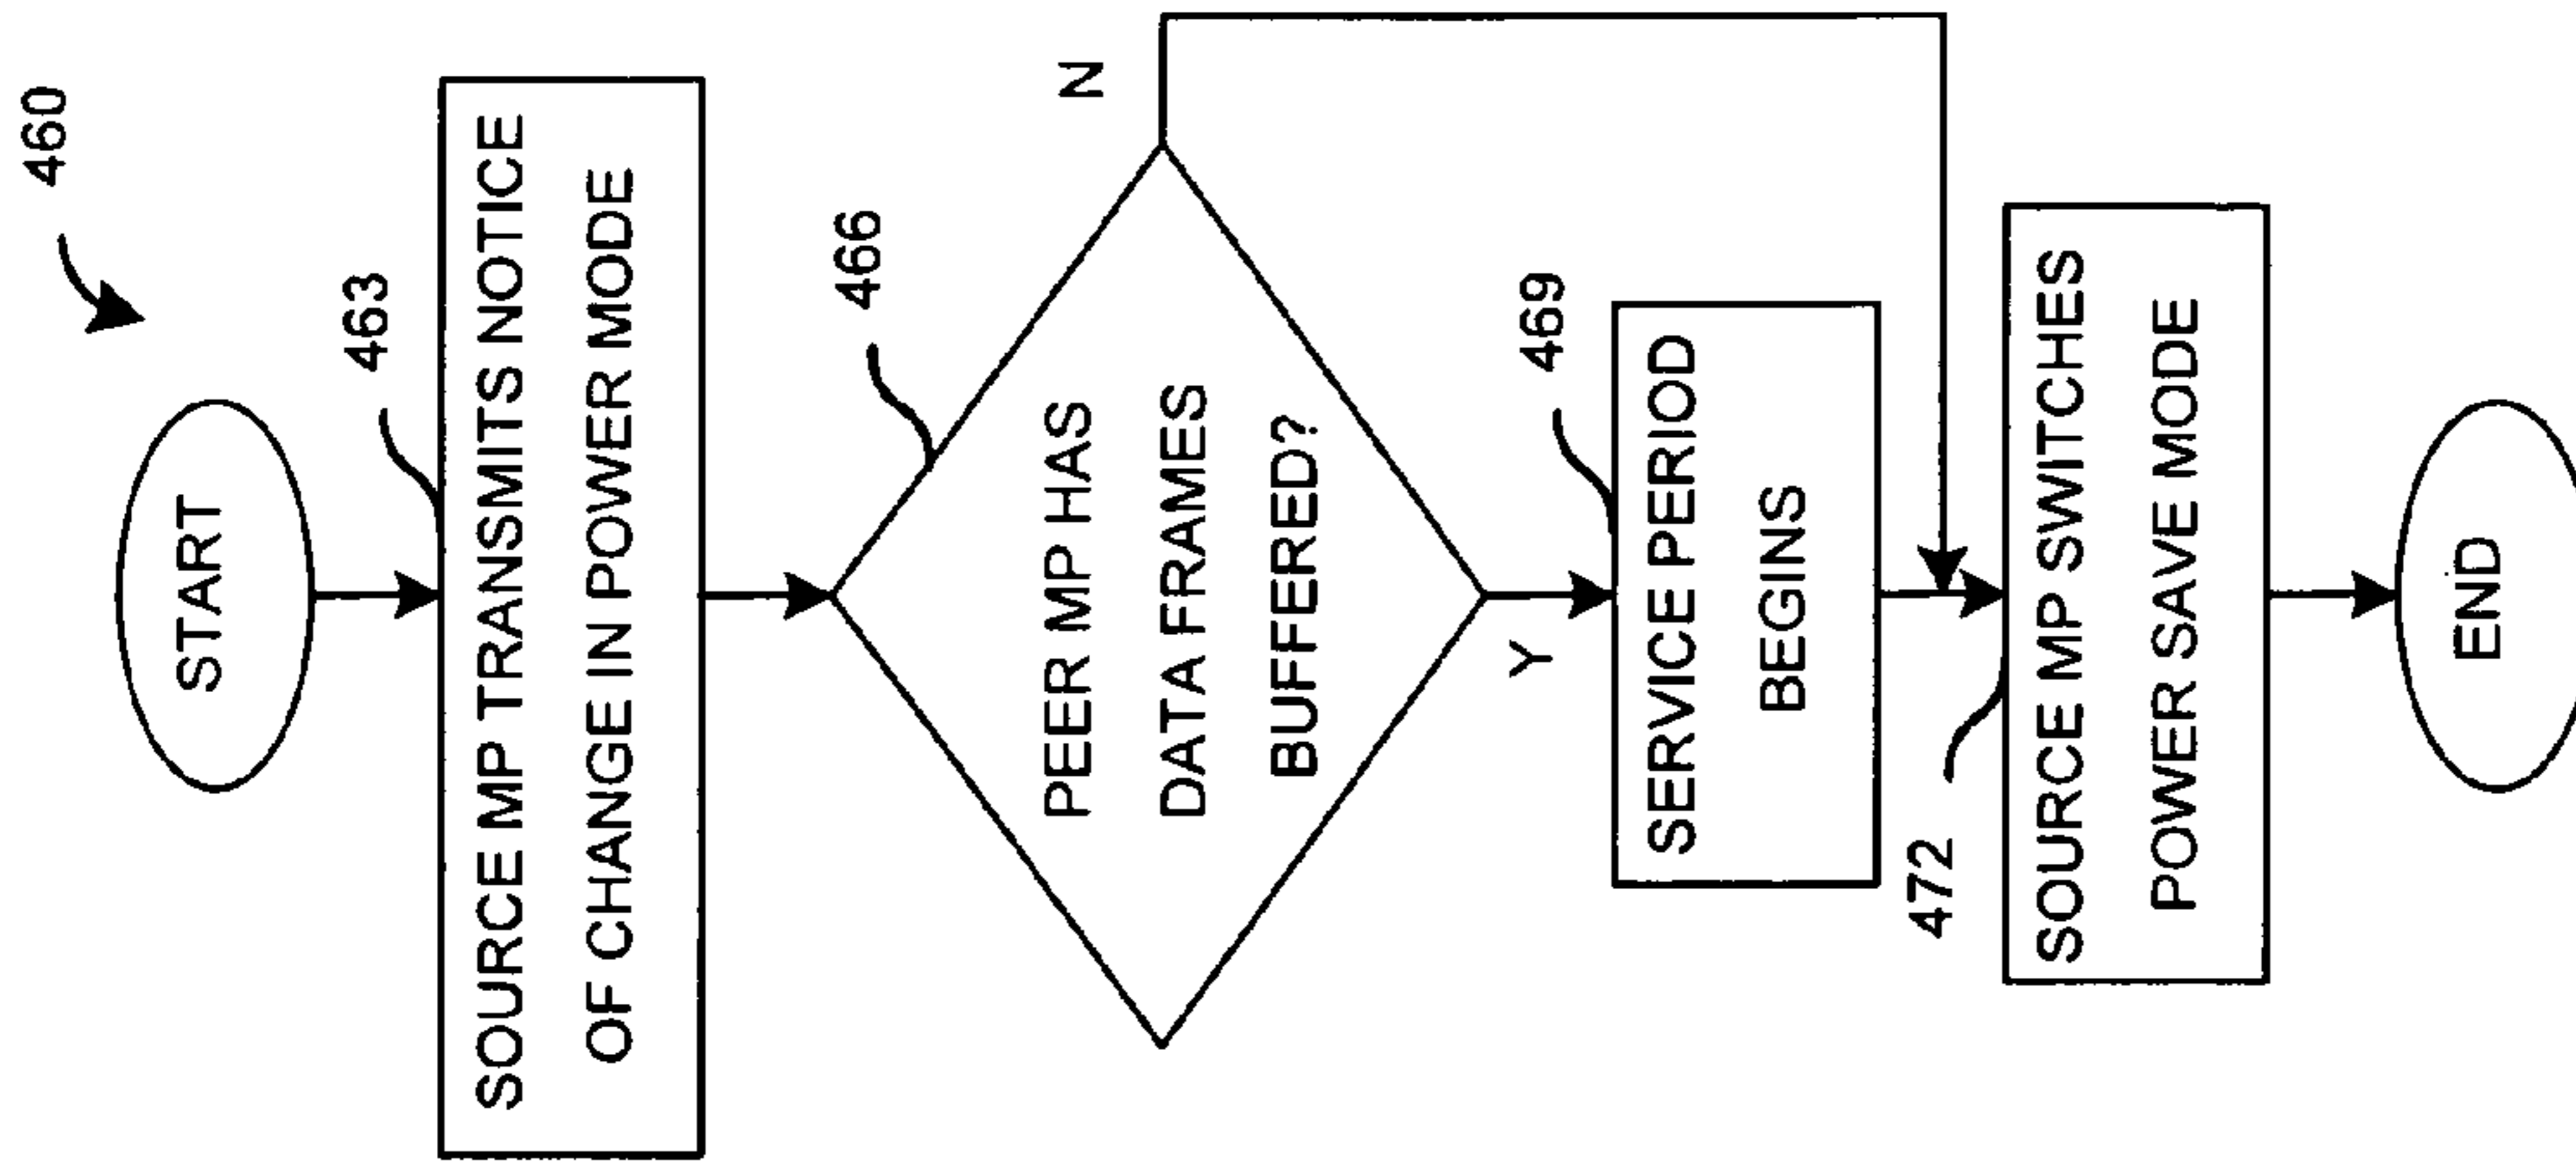 460
START
463
SOURCE MP TRANSMITS NOTICE
OF CHANGE IN POWER MODE
466
PEER MP HAS
DATA FRAMES
BUFFERED?
N
Y
469
SERVICE PERIOD
BEGINS
472
SOURCE MP SWITCHES
POWER SAVE MODE
END